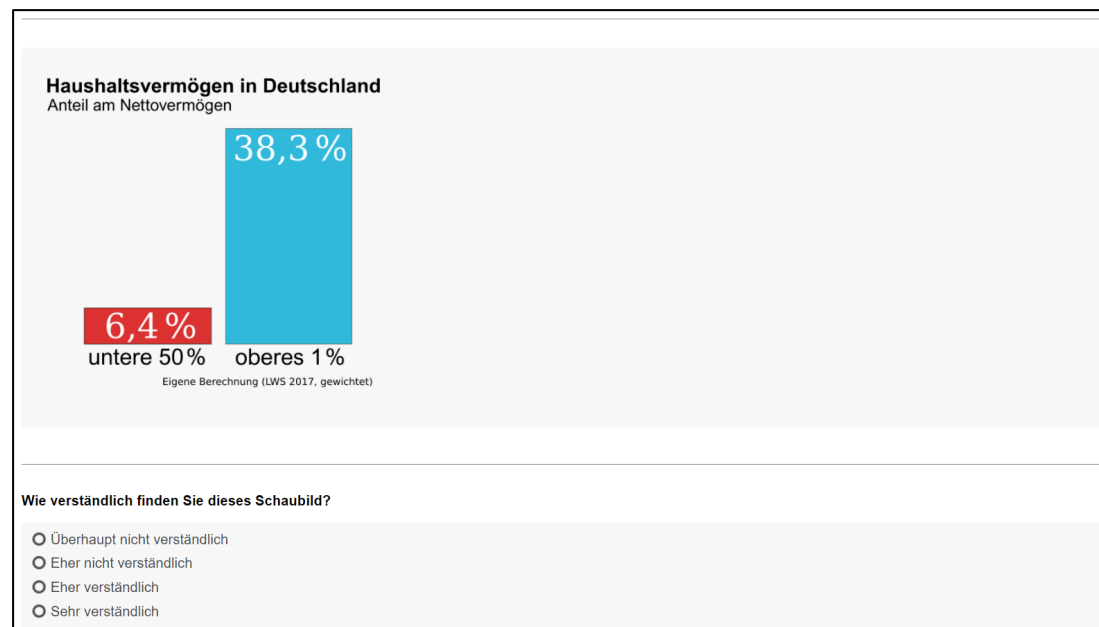 Haushaltsvermögen in Deutschland
Anteil am Nettovermögen
38,3 %
6,4 %
untere 50 %
oberes 1 %
Eigene Berechnung (LWS 2017, gewichtet)
Wie verständlich finden Sie dieses Schaubild?
Überhaupt nicht verständlich
Eher nicht verständlich
Eher verständlich
Sehr verständlich